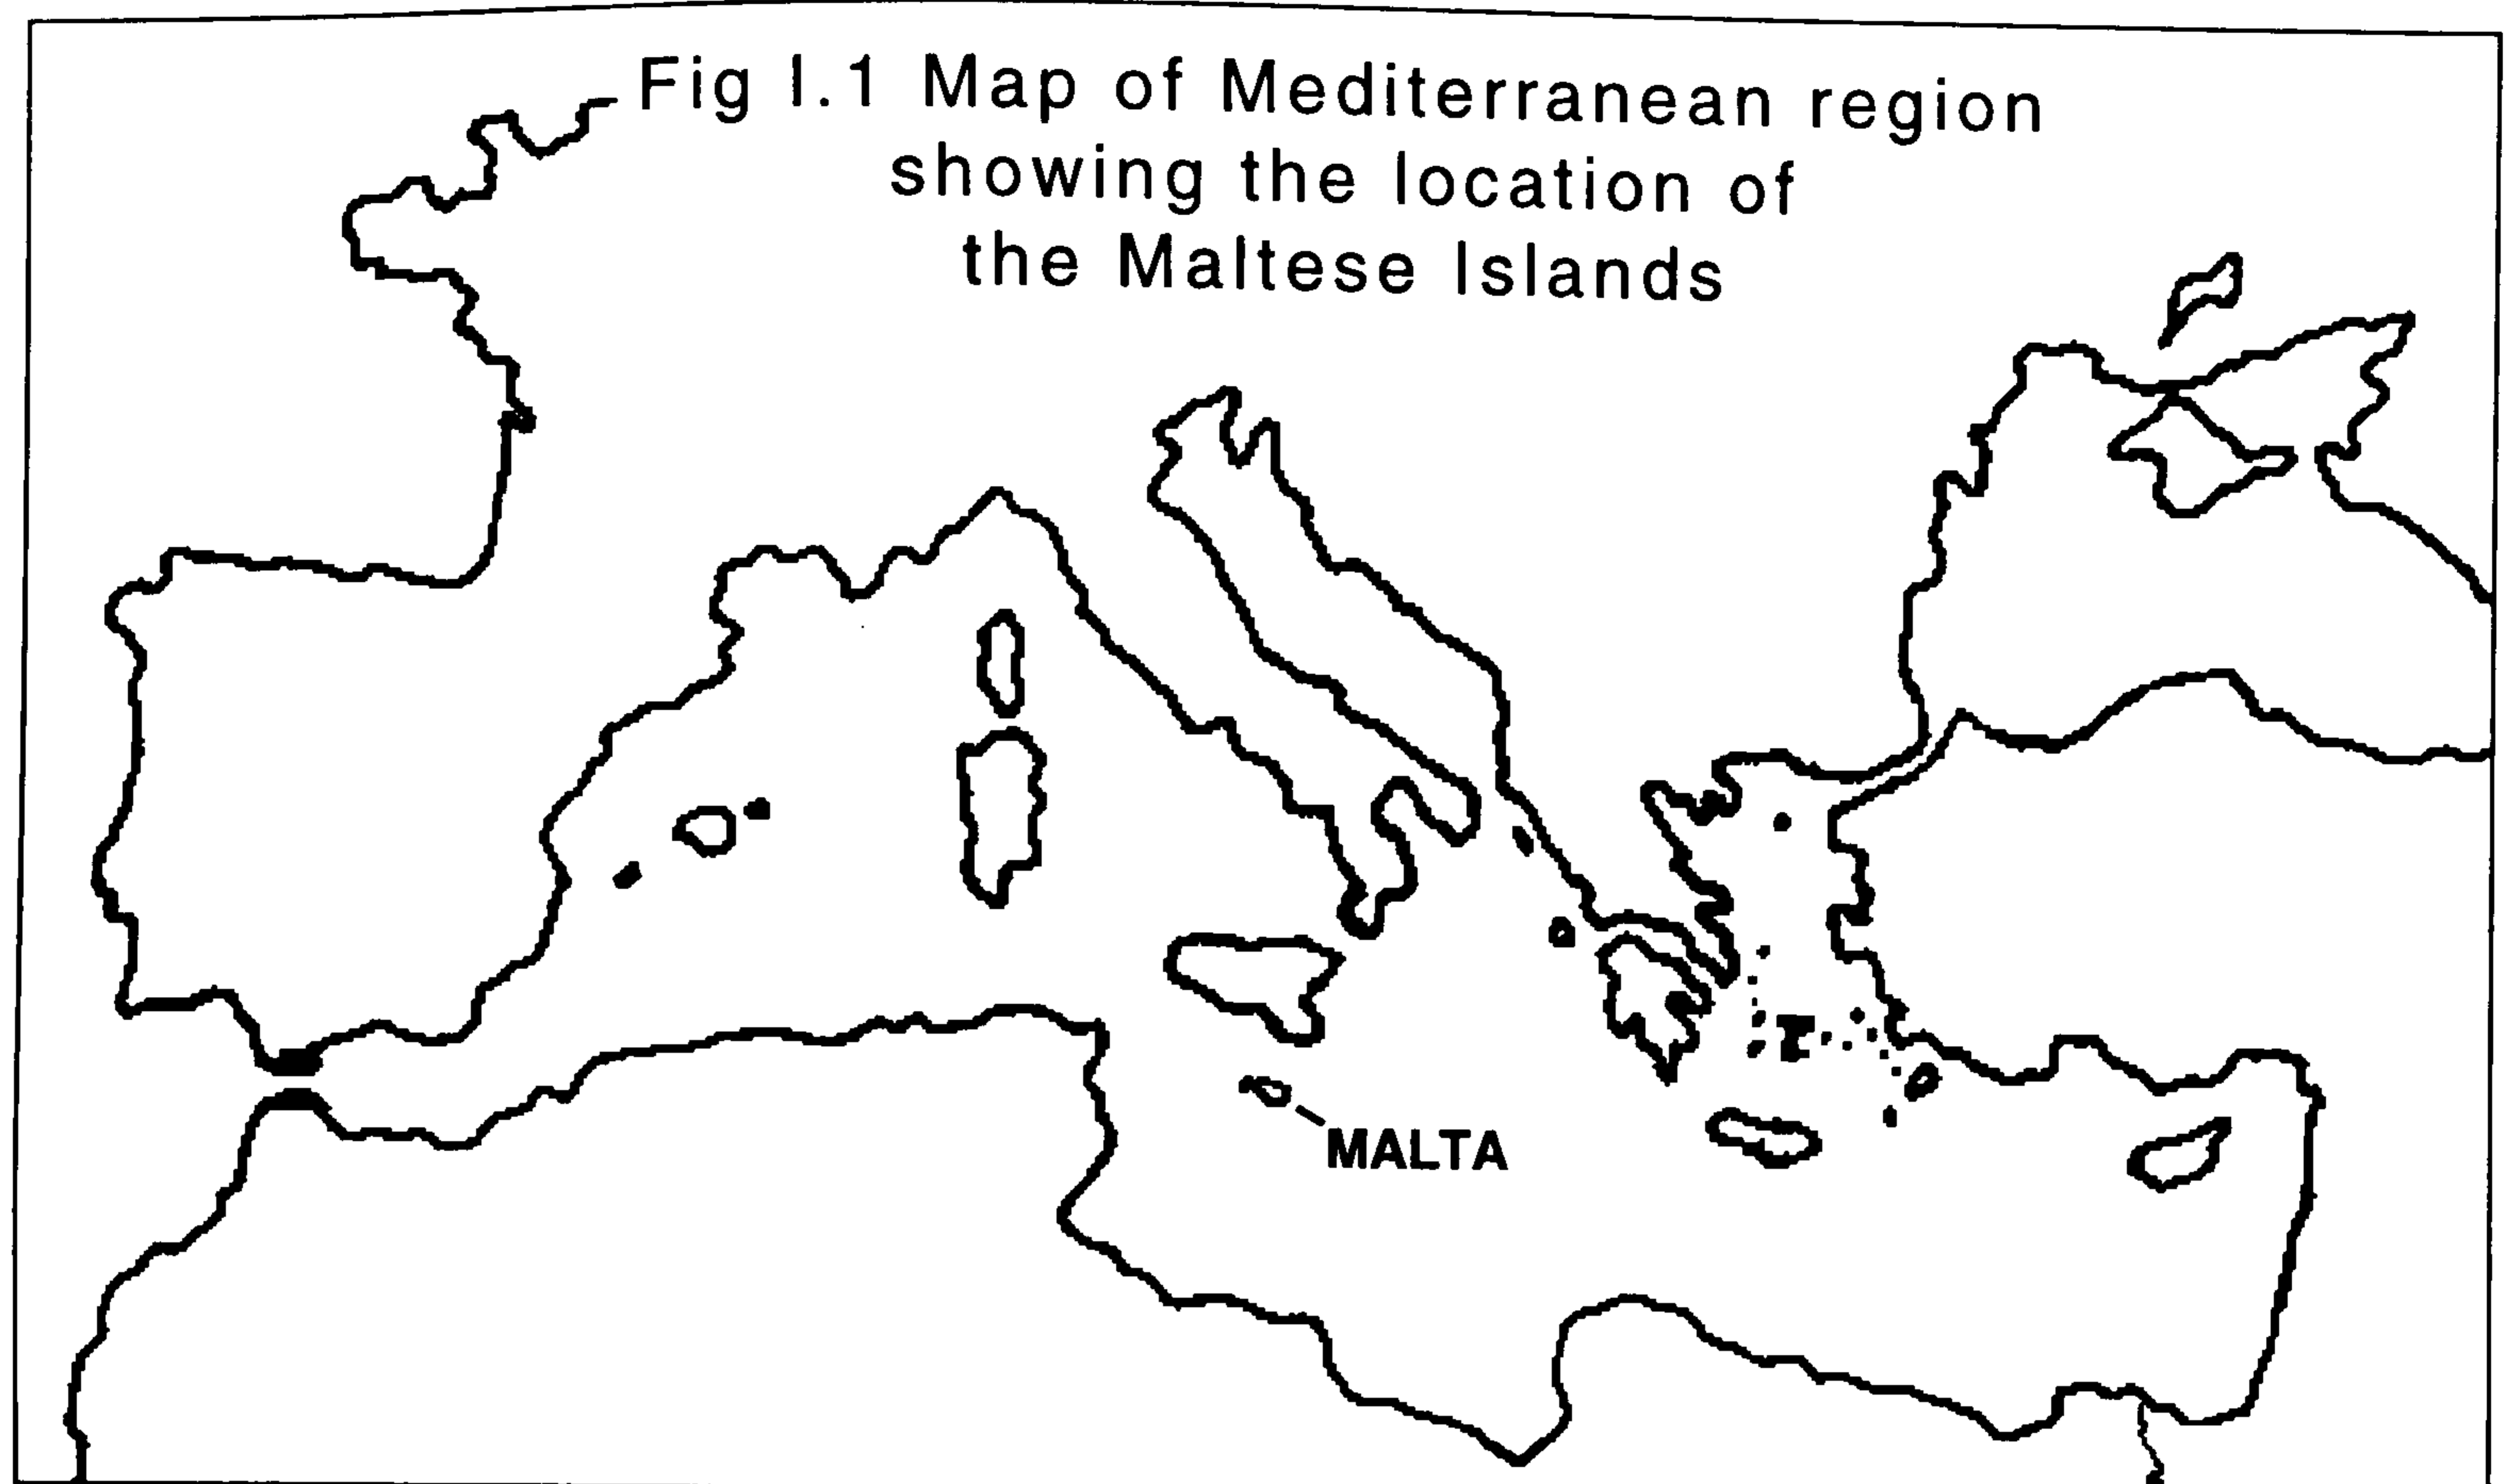 Fig I.1 Map of Mediterranean region
showing the location of
the Maltese Islands
MALTA